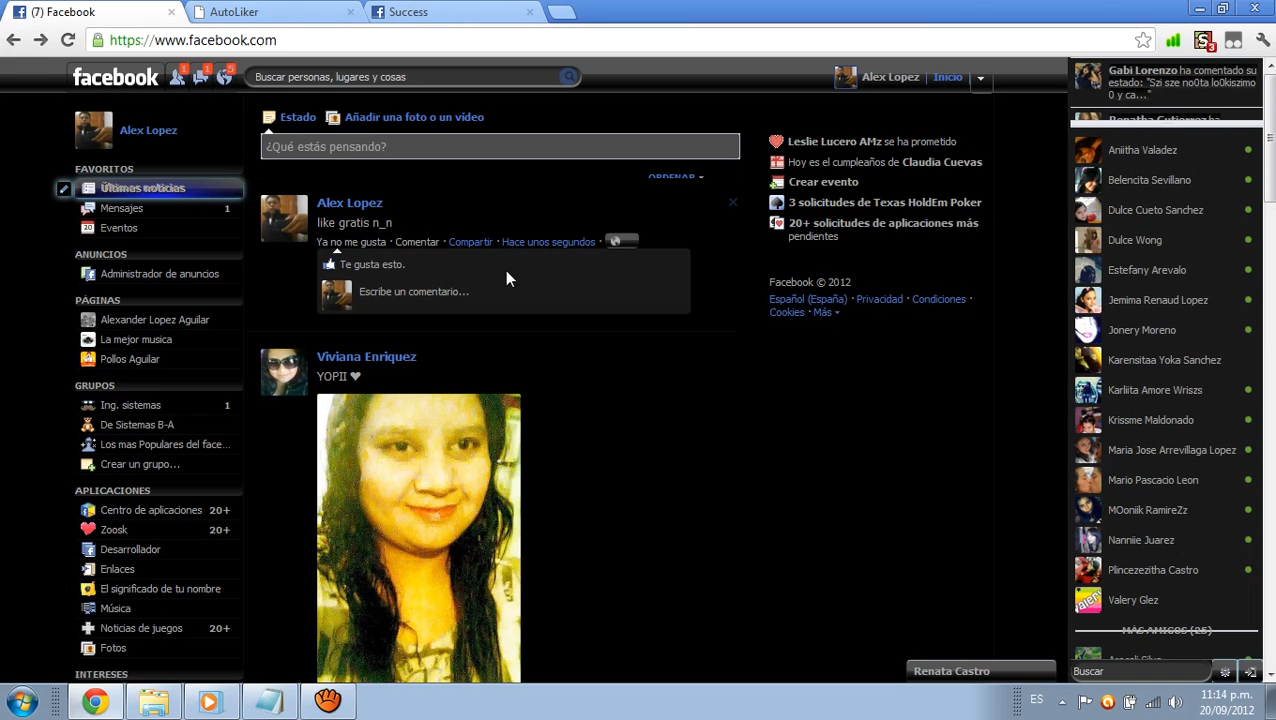 (7) Facebook
AutoLiker
Success
https://www.facebook.com
3
facebook
1
1
5
Buscar personas, lugares y cosas
Alex Lopez
Inicio
Alex Lopez
FAVORITOS
Últimas noticias
Mensajes 1
Eventos
ANUNCIOS
Administrador de anuncios
PÁGINAS
Alexander Lopez Aguilar
La mejor musica
Pollos Aguilar
GRUPOS
Ing. sistemas 1
De Sistemas B-A
Los mas Populares del face...
Crear un grupo...
APLICACIONES
Centro de aplicaciones 20+
Zoosk 20+
Desarrollador
Enlaces
El significado de tu nombre
Música
Noticias de juegos 20+
Fotos
INTERESES
Estado Añadir una foto o un vídeo
¿Qué estás pensando?
ORDENAR
Alex Lopez
like gratis n_n
Ya no me gusta · Comentar · Compartir · Hace unos segundos ·
Te gusta esto.
Escribe un comentario...
Viviana Enriquez
YOPII ❤
Leslie Lucero AMz se ha prometido
Hoy es el cumpleaños de Claudia Cuevas
Crear evento
3 solicitudes de Texas HoldEm Poker
20+ solicitudes de aplicaciones más
pendientes
Facebook © 2012
Español (España) · Privacidad · Condiciones ·
Cookies · Más
Gabi Lorenzo ha comentado su
estado: "Szi sze no0ta lo0kiszimo
0 y ca..."
Aniitha Valadez
Belencita Sevillano
Dulce Cueto Sanchez
Dulce Wong
Estefany Arevalo
Jemima Renaud Lopez
Jonery Moreno
Karensitaa Yoka Sanchez
Karliita Amore Wriszs
Krissme Maldonado
Maria Jose Arrevillaga Lopez
Mario Pascacio Leon
MOoniik RamireZz
Nanniie Juarez
Plincezezitha Castro
Valery Glez
MÁS AMIGOS (25)
Renata Castro
Buscar
ES
11:14 p.m.
20/09/2012